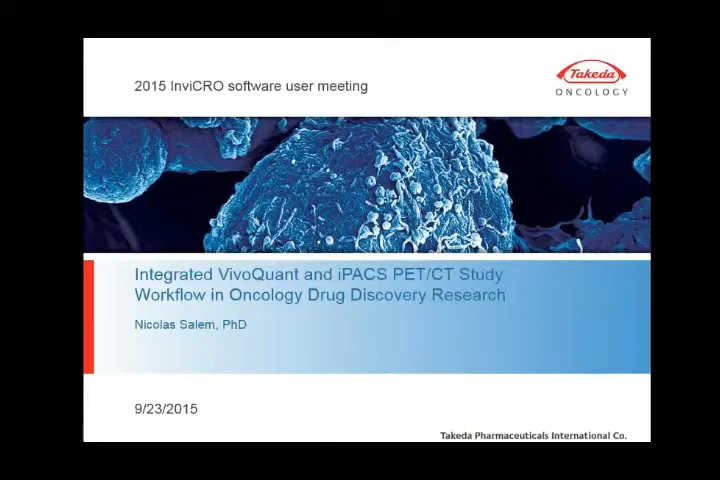 2015 InviCRO software user meeting
Takeda
ONCOLOGY
Integrated VivoQuant and iPACS PET/CT Study
Workflow in Oncology Drug Discovery Research
Nicolas Salem, PhD
9/23/2015
Takeda Pharmaceuticals International Co.